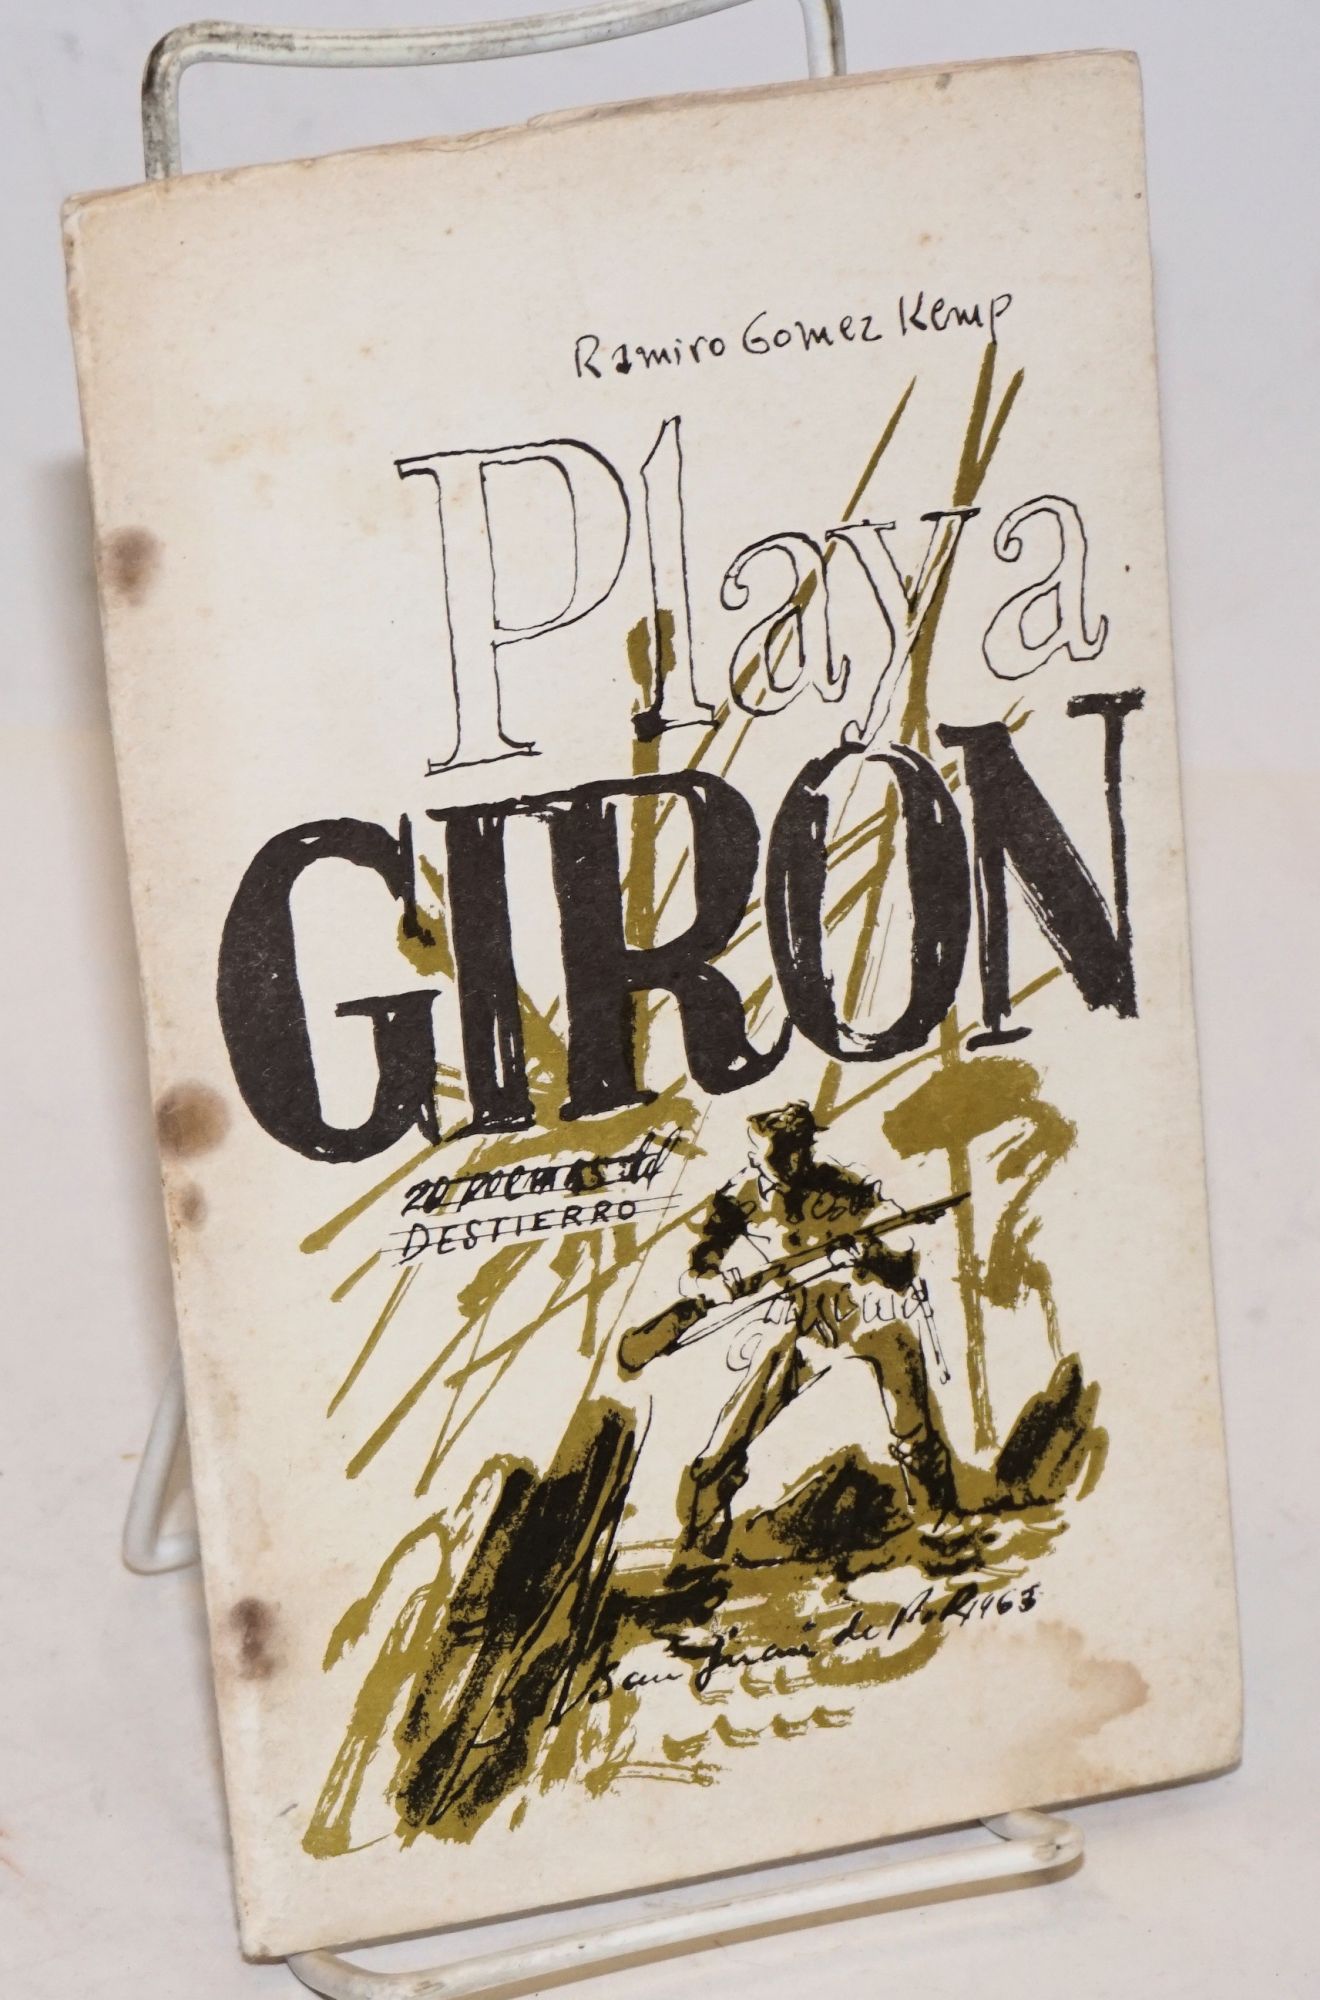 Ramiro Gomez Kemp
Playa
GIRON
20 poemas del
DESTIERRO
San Juan de P.R. 1963